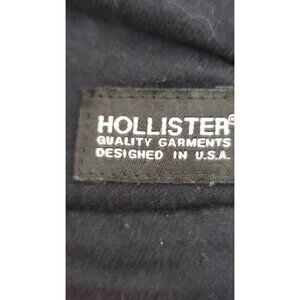 HOLLISTER®
QUALITY GARMENTS
DESIGNED IN U.S.A.